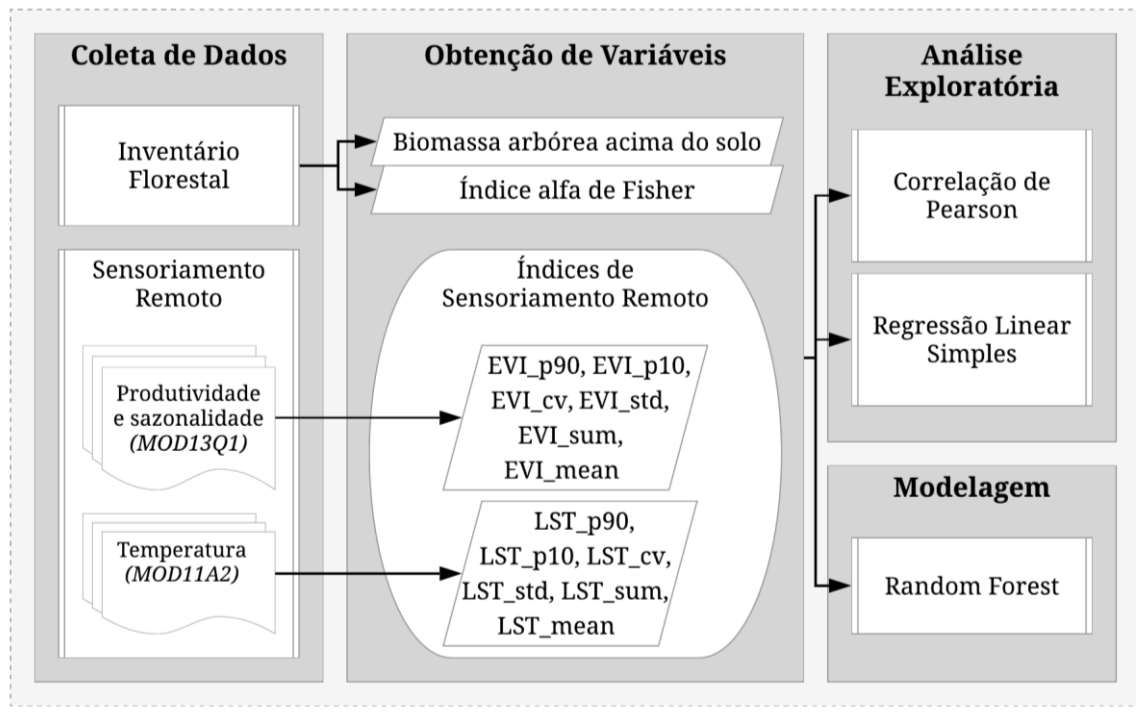 Coleta de Dados
Inventário
Florestal
Sensoriamento
Remoto
Produtividade
e sazonalidade
(MOD13Q1)
Temperatura
(MOD11A2)
Obtenção de Variáveis
Biomassa arbórea acima do solo
Índice alfa de Fisher
Índices de
Sensoriamento Remoto
EVI_p90, EVI_p10,
EVI_cv, EVI_std,
EVI_sum,
EVI_mean
LST_p90,
LST_p10, LST_cv,
LST_std, LST_sum,
LST_mean
Análise
Exploratória
Correlação de
Pearson
Regressão Linear
Simples
Modelagem
Random Forest